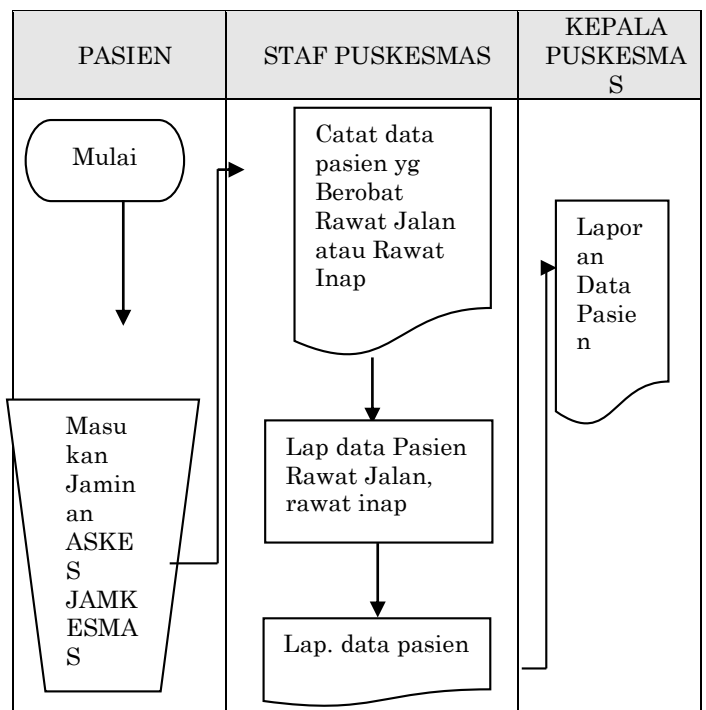 PASIEN
STAF PUSKESMAS
KEPALA
PUSKESMA
S
Mulai
Masu
kan
Jamin
an
ASKE
S
JAMK
ESMA
S
Catat data
pasien yg
Berobat
Rawat Jalan
atau Rawat
Inap
Lap data Pasien
Rawat Jalan,
rawat inap
Lap. data pasien
Lapor
an
Data
Pasie
n